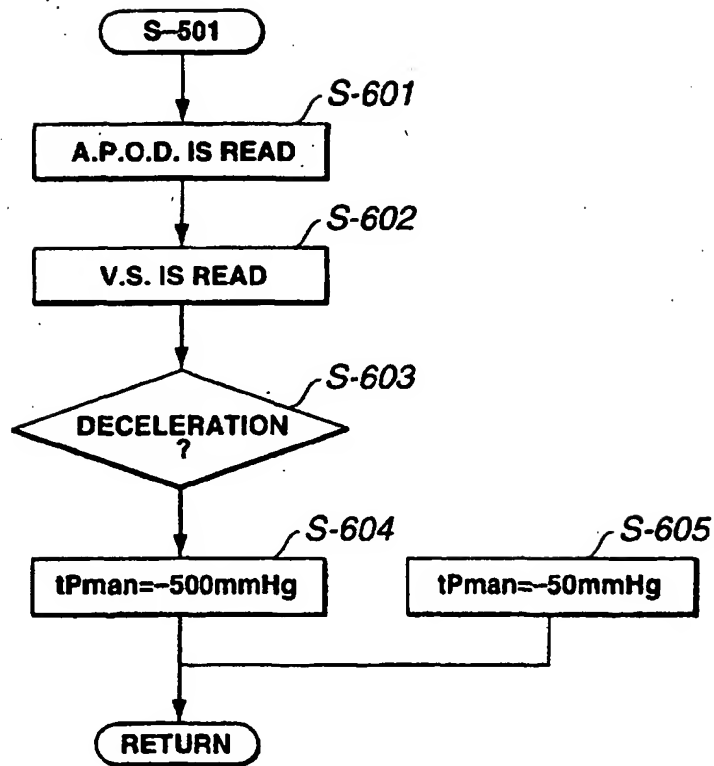 S-501
S-601
A.P.O.D. IS READ
S-602
V.S. IS READ
S-603
DECELERATION
?
S-604
tPman=-500mmHg
S-605
tPman=-50mmHg
RETURN